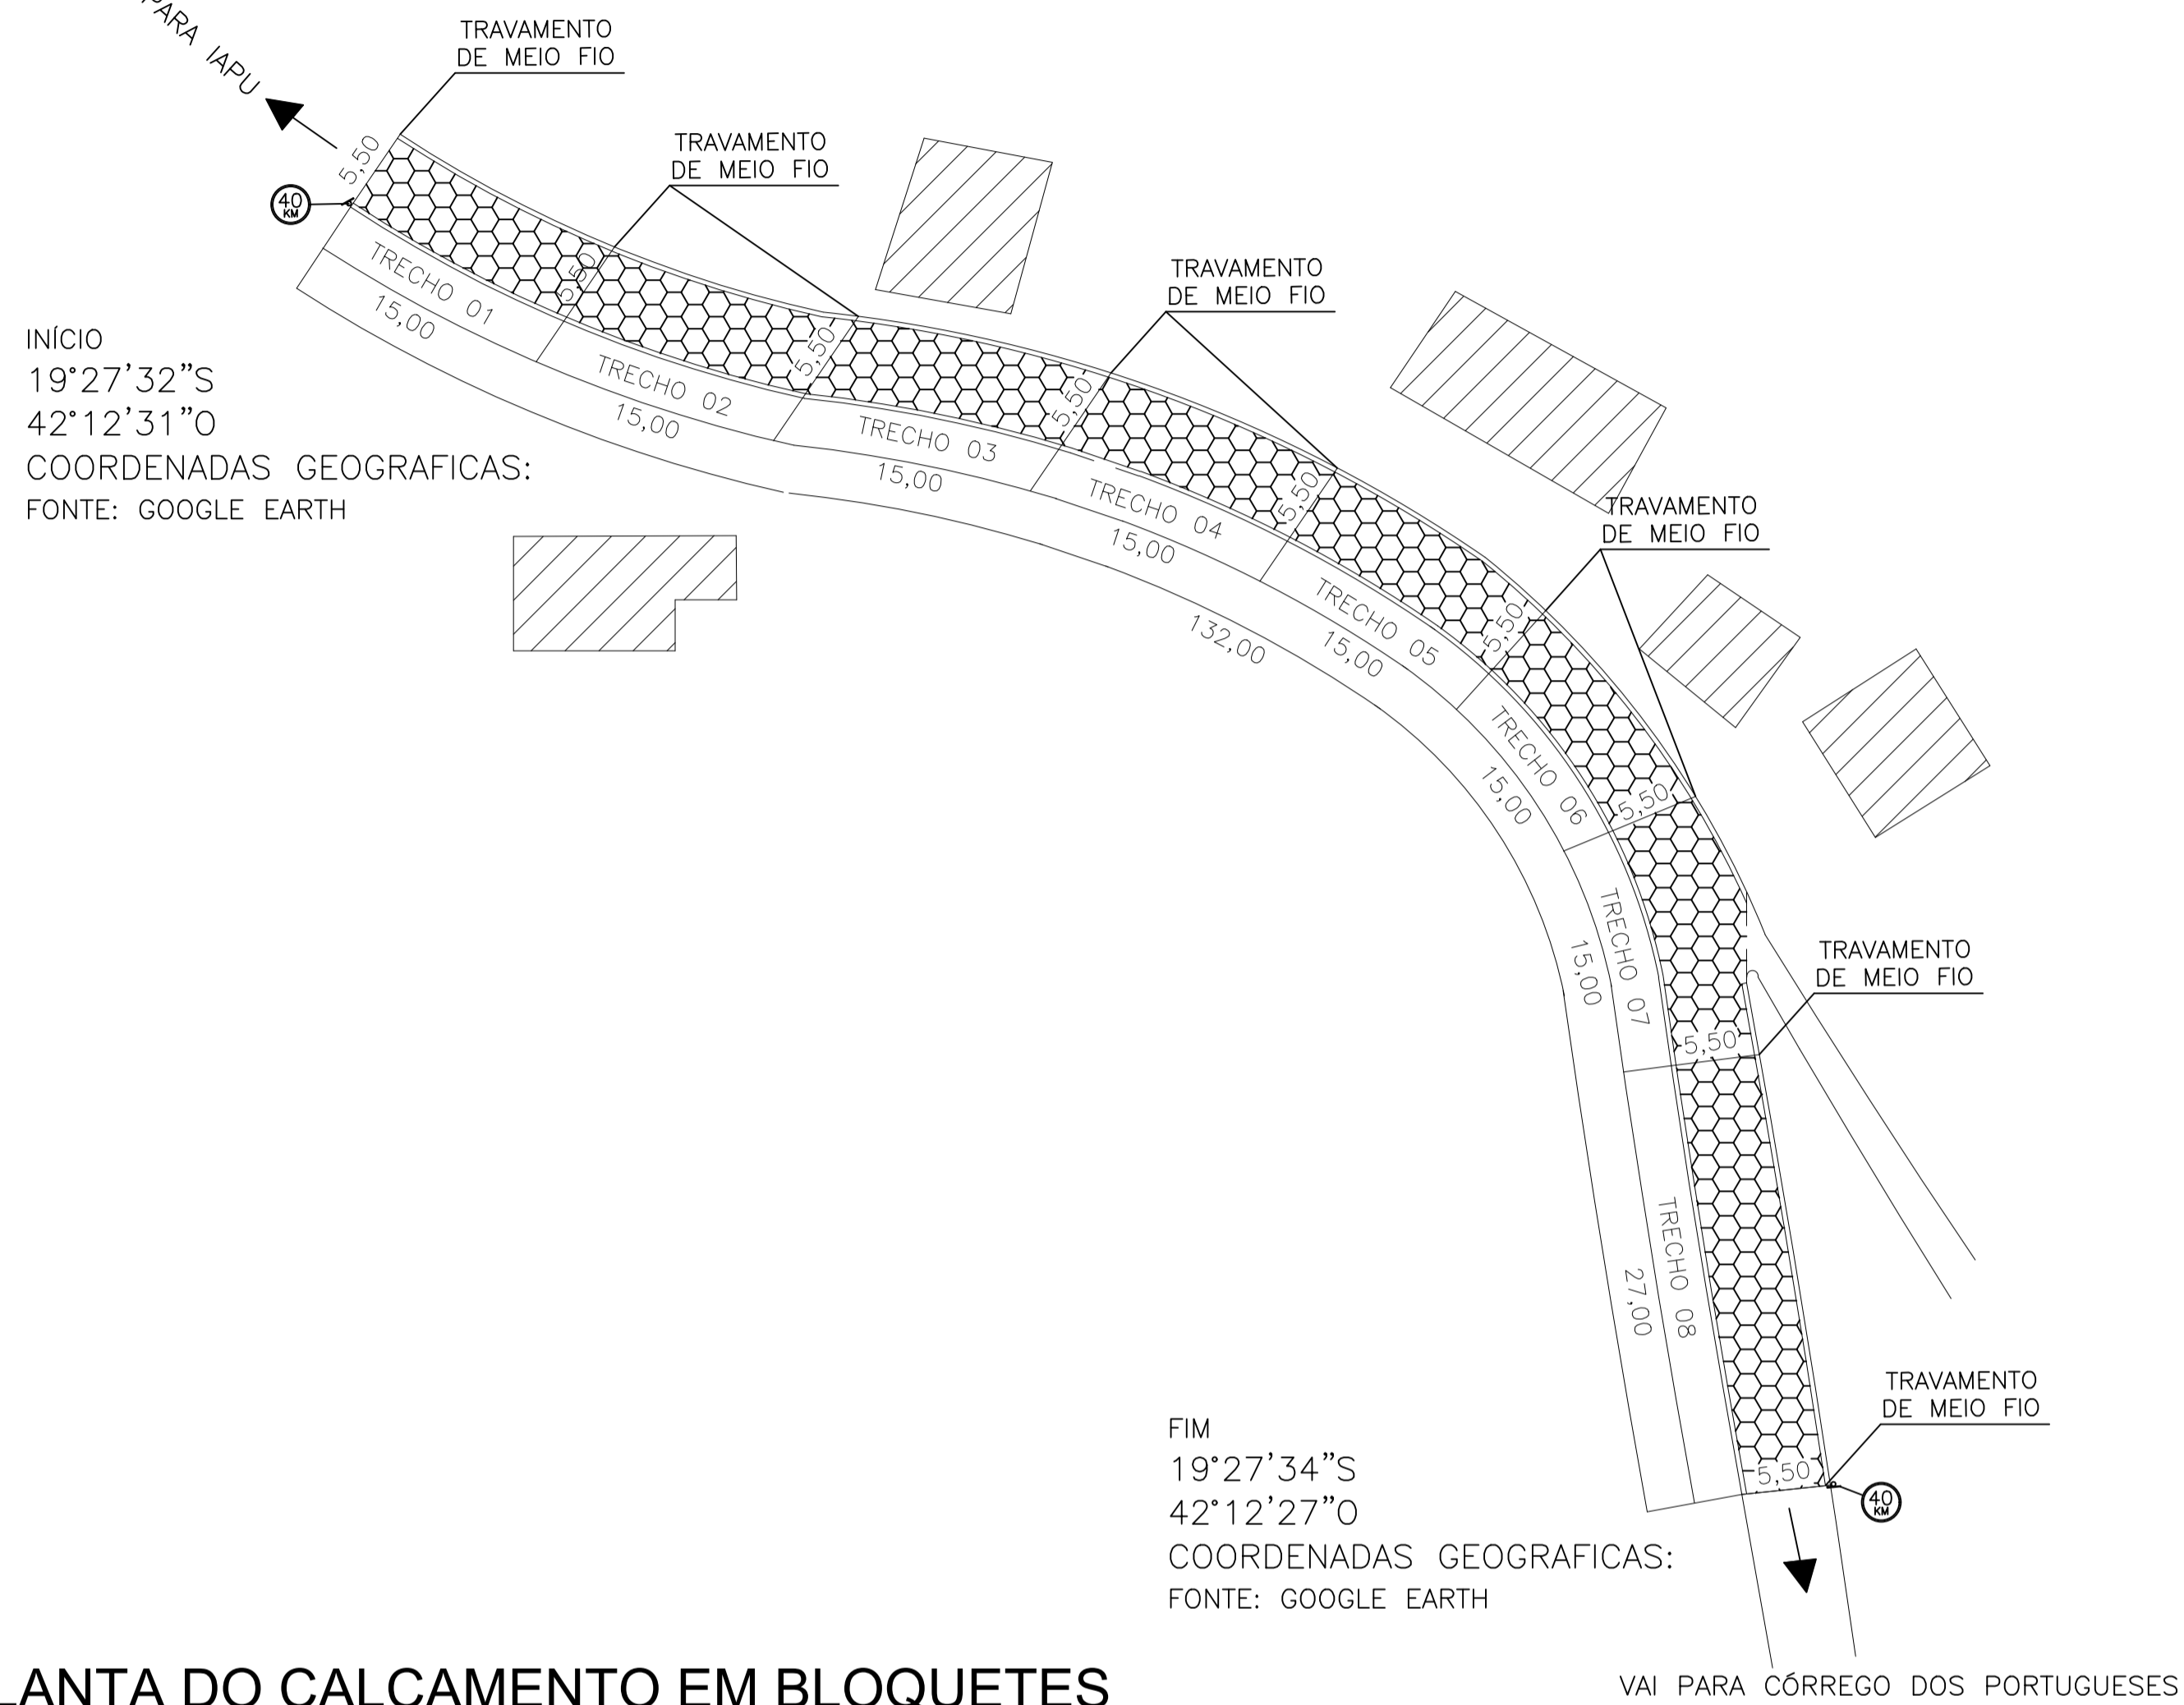 PARA IAPU
TRAVAMENTO
DE MEIO FIO
5,50
40
KM
TRAVAMENTO
DE MEIO FIO
TRECHO 01
15,00
5,50
TRECHO 02
15,00
5,50
TRAVAMENTO
DE MEIO FIO
TRECHO 03
15,00
5,50
TRECHO 04
15,00
5,50
INÍCIO
19°27'32"S
42°12'31"O
COORDENADAS GEOGRAFICAS:
FONTE: GOOGLE EARTH
TRAVAMENTO
DE MEIO FIO
TRECHO 05
15,00
5,50
132,00
TRECHO 06
15,00
5,50
TRECHO 07
15,00
5,50
TRAVAMENTO
DE MEIO FIO
TRECHO 08
27,00
TRAVAMENTO
DE MEIO FIO
5,50
40
KM
FIM
19°27'34"S
42°12'27"O
COORDENADAS GEOGRAFICAS:
FONTE: GOOGLE EARTH
LANTA DO CALCAMENTO EM BLOQUETES
VAI PARA CÓRREGO DOS PORTUGUESES